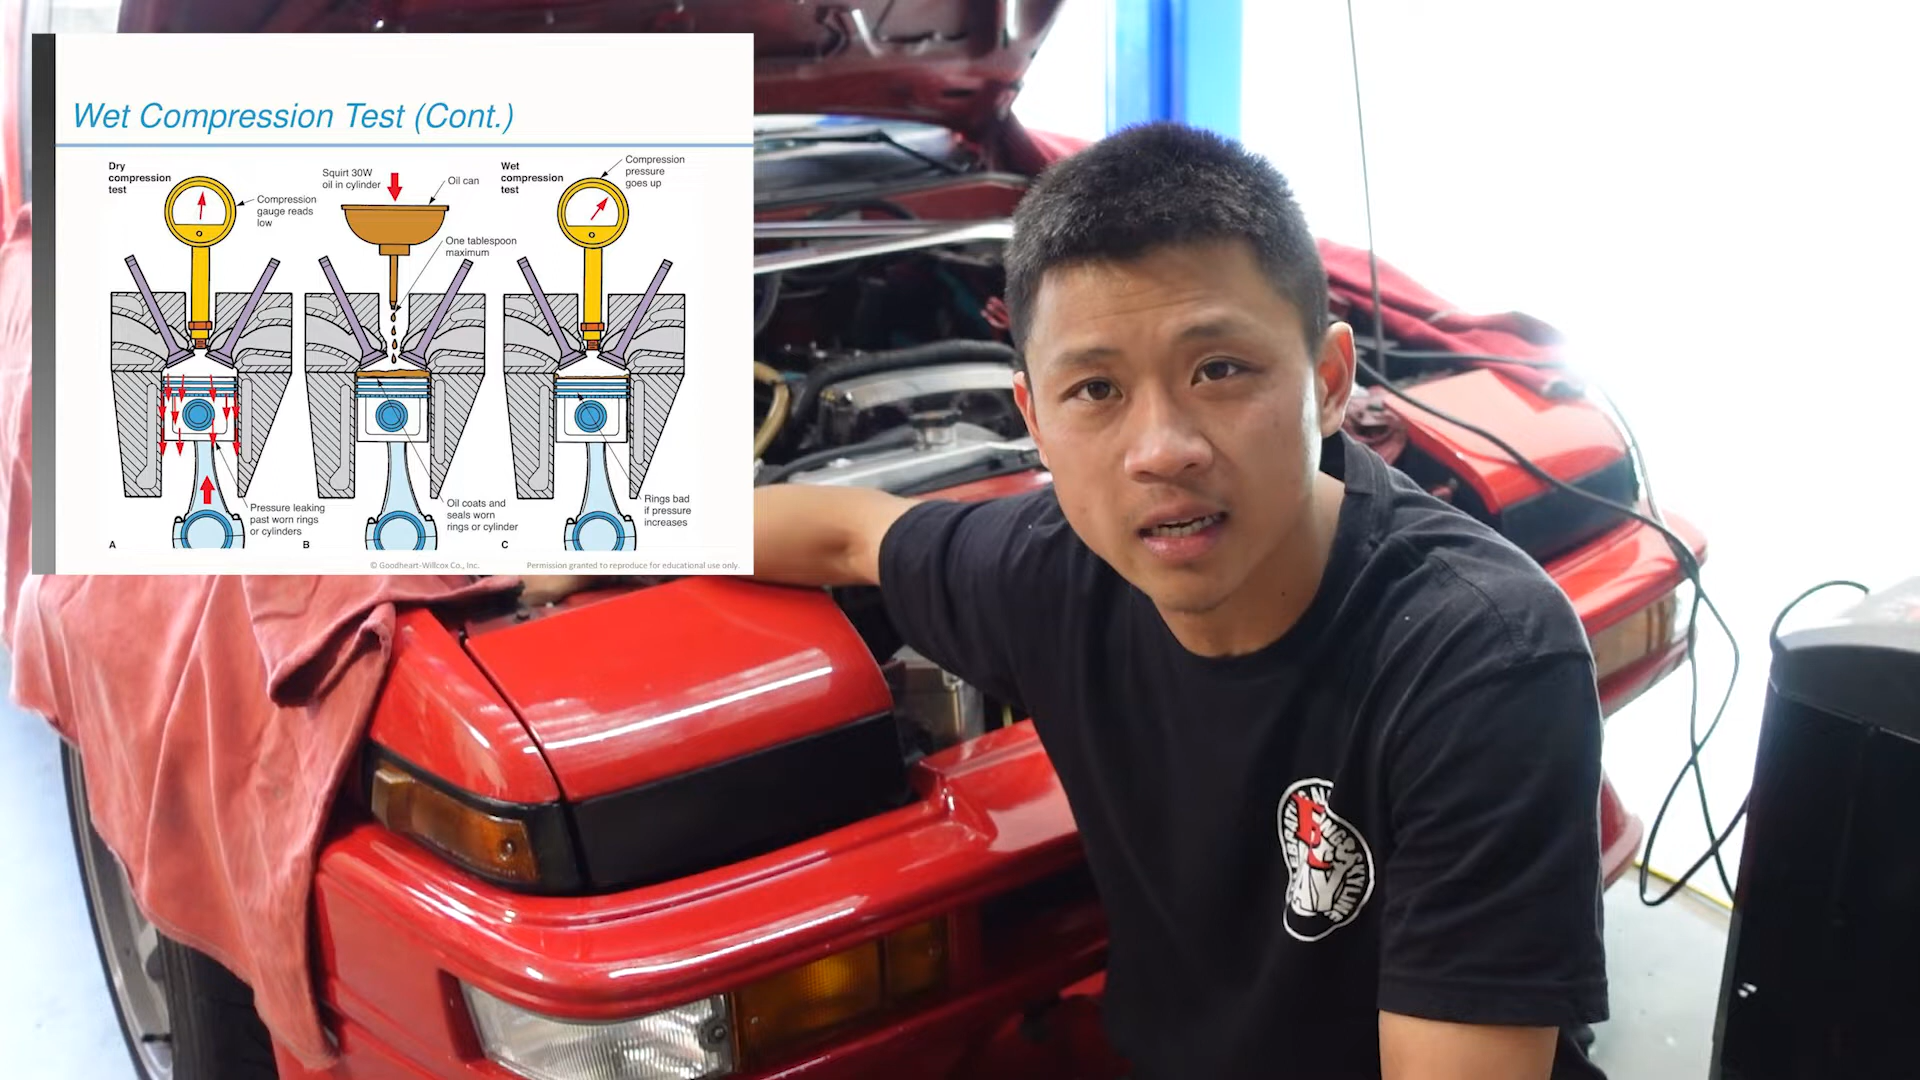 Wet Compression Test (Cont.)
Dry
compression
test
Compression
gauge reads
low
Squirt 30W
oil in cylinder
Oil can
One tablespoon
maximum
Wet
compression
test
Compression
pressure
goes up
Pressure leaking
past worn rings
or cylinders
Oil coats and
seals worn
rings or cylinder
Rings bad
if pressure
increases
A
B
C
© Goodheart-Willcox Co., Inc.
Permission granted to reproduce for educational use only.